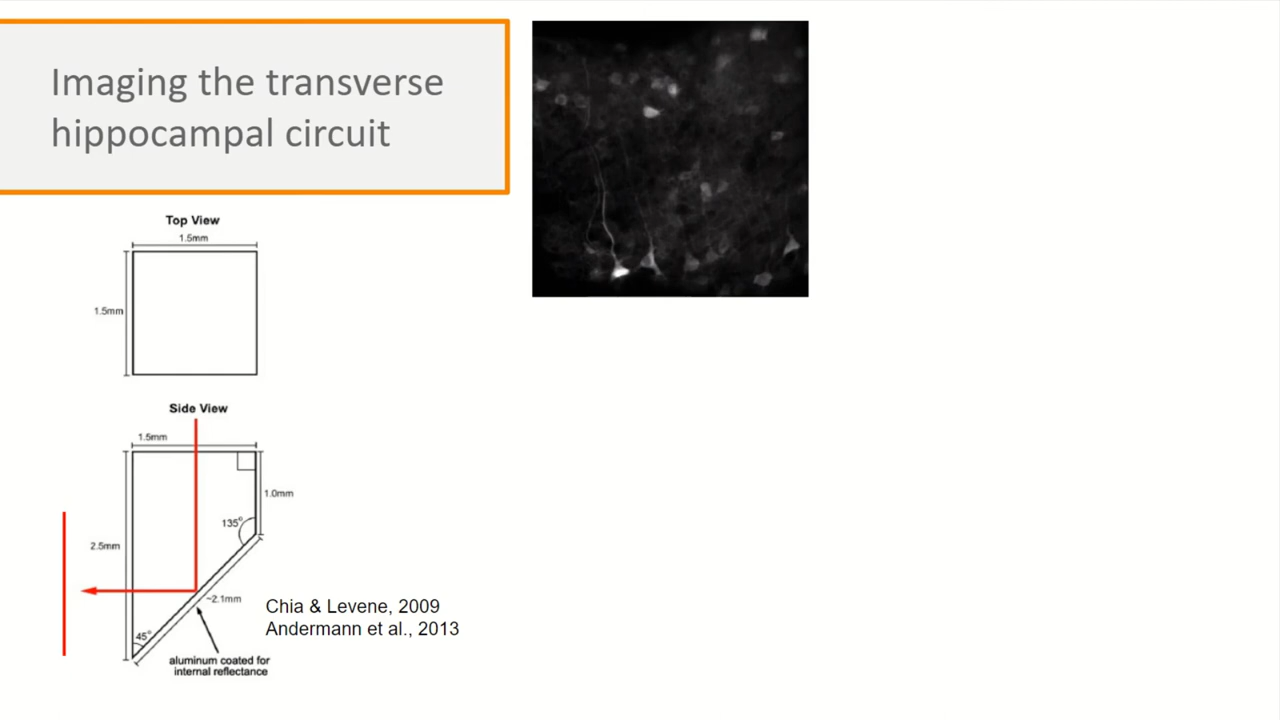 Imaging the transverse
hippocampal circuit
Top View
1.5mm
1.5mm
Side View
1.5mm
1.0mm
135°
2.5mm
~2.1mm
45°
aluminum coated for
internal reflectance
Chia & Levene, 2009
Andermann et al., 2013